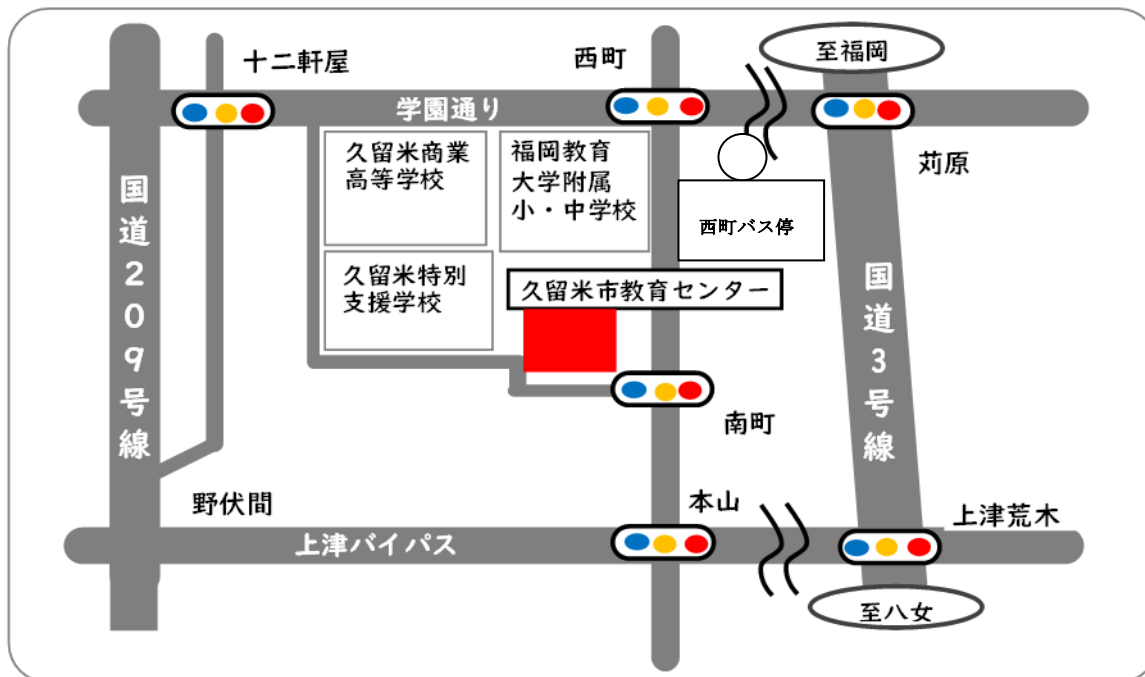 至福岡
西町
十二軒屋
学園通り
久留米商業
高等学校
福岡教育
大学附属
小・中学校
苅原
国道209号線
西町バス停
久留米特別
支援学校
久留米市教育センター
国道3号線
南町
野伏間
本山
上津荒木
上津バイパス
至八女